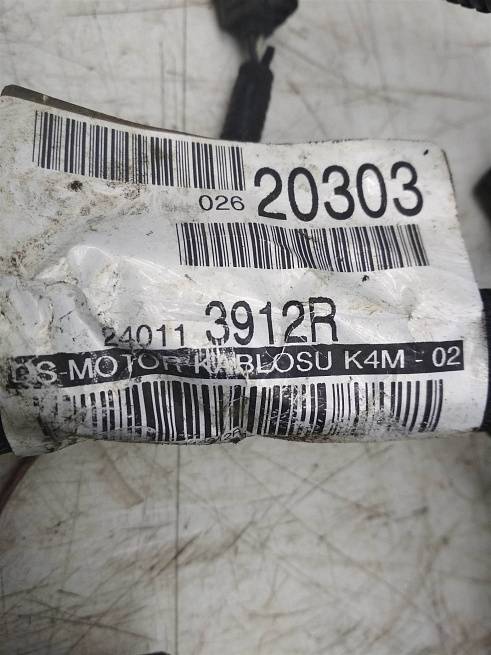 026 20303
24011 3912R
DS-MOTOR KABLOSU K4M - 02